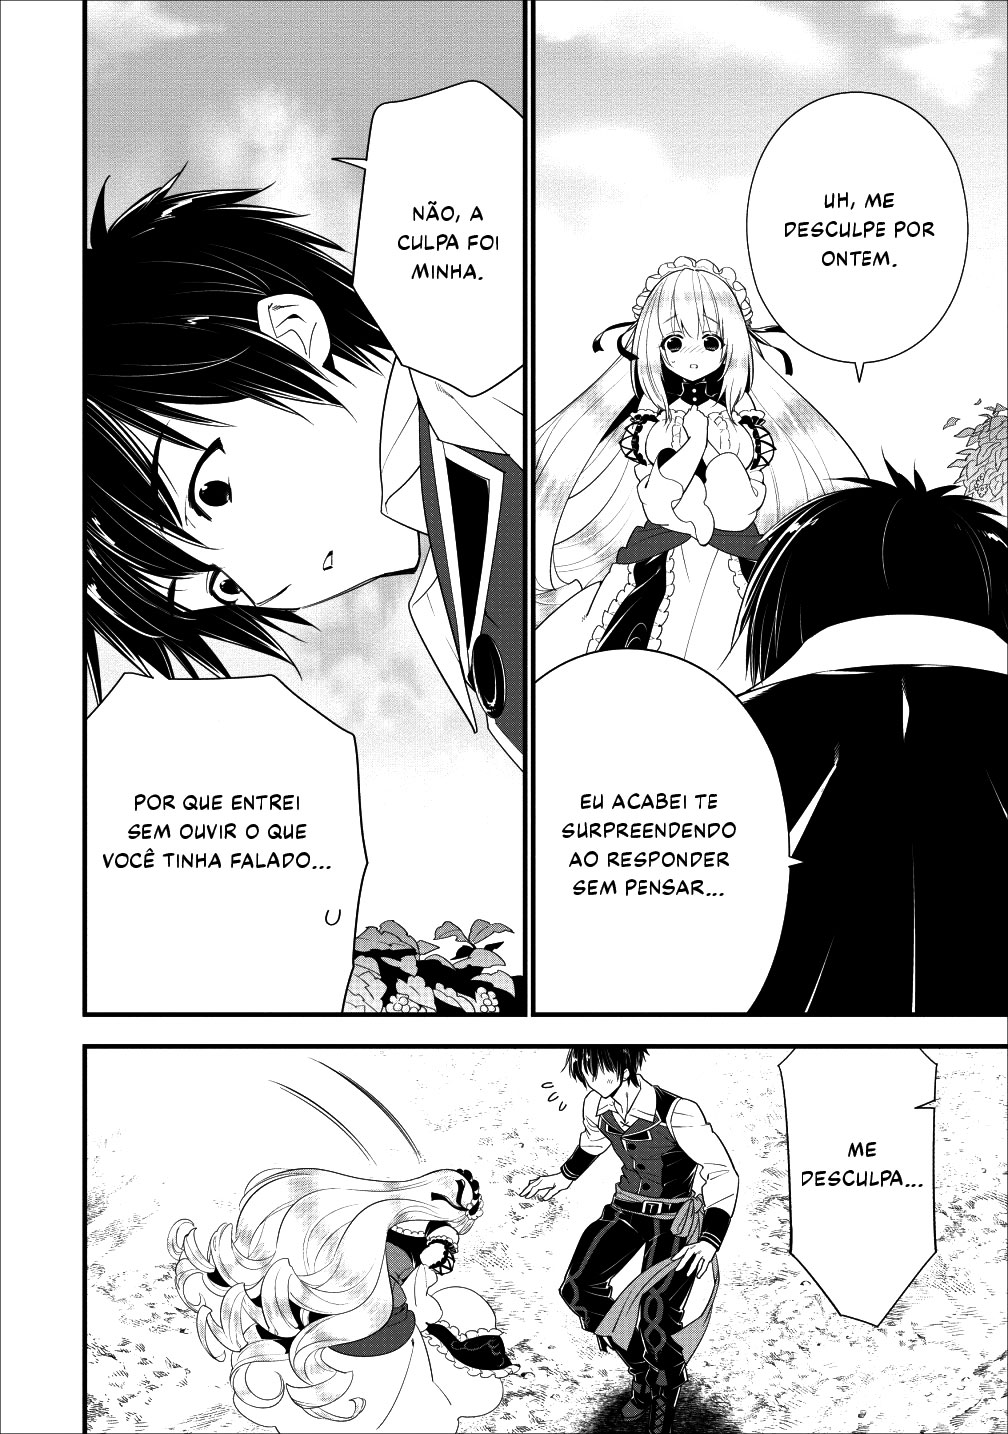 UH, ME
DESCULPE POR
ONTEM.
EU ACABEI TE
SURPREENDENDO
AO RESPONDER
SEM PENSAR...
NÃO, A
CULPA FOI
MINHA.
POR QUE ENTREI
SEM OUVIR O QUE
VOCÊ TINHA FALADO...
ME
DESCULPA...